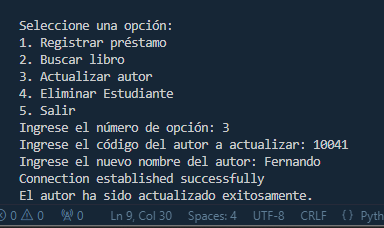 Seleccione una opción:
1. Registrar préstamo
2. Buscar libro
3. Actualizar autor
4. Eliminar Estudiante
5. Salir
Ingrese el número de opción: 3
Ingrese el código del autor a actualizar: 10041
Ingrese el nuevo nombre del autor: Fernando
Connection established successfully
El autor ha sido actualizado exitosamente.
0 0 0 Ln 9, Col 30 Spaces: 4 UTF-8 CRLF {} Pyth